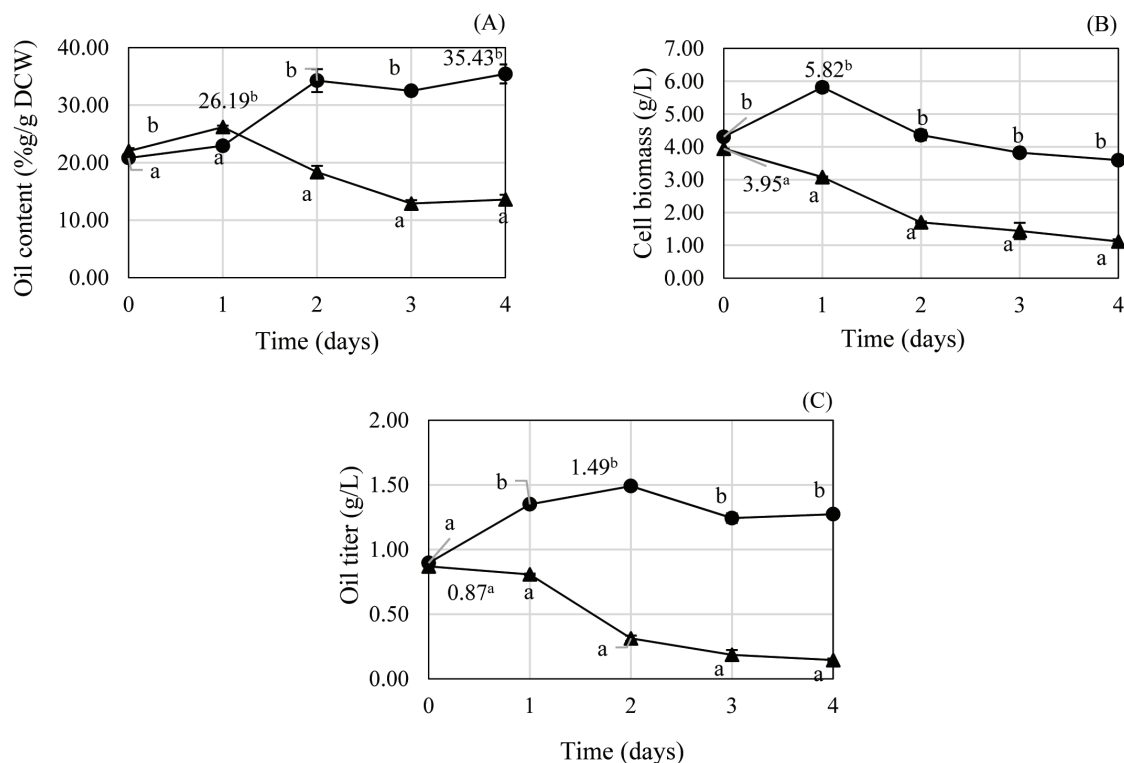 (A)
Oil content (%g/g DCW)
40.00
30.00
20.00
10.00
0.00
b
a
26.19ᵇ
a
b
a
b
a
35.43ᵇ
a
0 1 2 3 4
Time (days)
(B)
Cell biomass (g/L)
7.00
6.00
5.00
4.00
3.00
2.00
1.00
0.00
b
3.95ᵃ
5.82ᵇ
a
b
a
b
a
b
a
0 1 2 3 4
Time (days)
(C)
Oil titer (g/L)
2.00
1.50
1.00
0.50
0.00
a
0.87ᵃ
b
a
1.49ᵇ
a
b
a
b
a
0 1 2 3 4
Time (days)